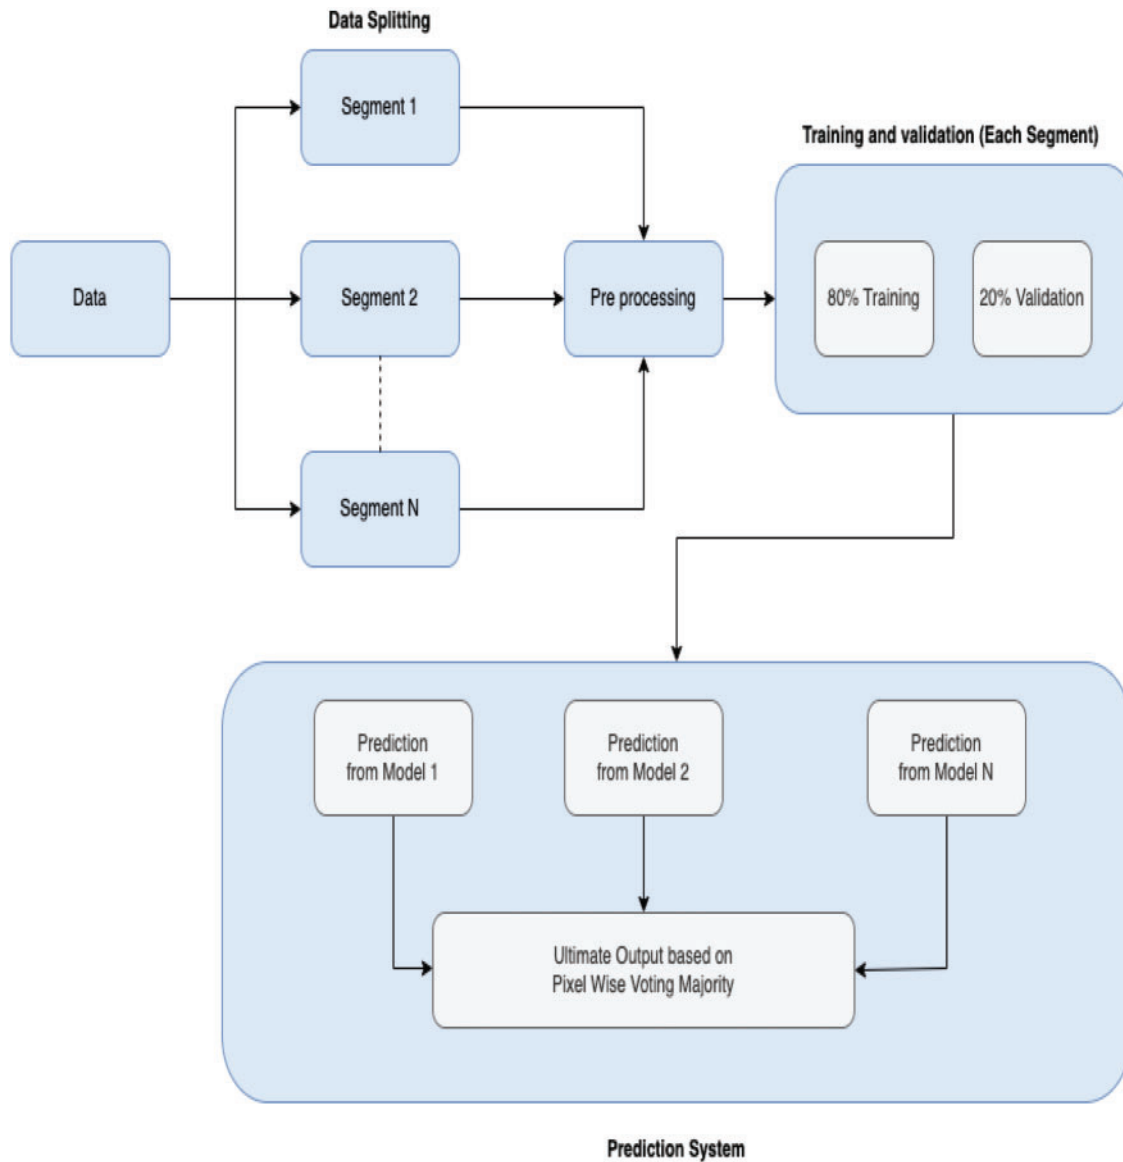 Data Splitting
Segment 1
Training and validation (Each Segment)
Data
Segment 2
Pre processing
80% Training
20% Validation
Segment N
Prediction
from Model 1
Prediction
from Model 2
Prediction
from Model N
Ultimate Output based on
Pixel Wise Voting Majority
Prediction System